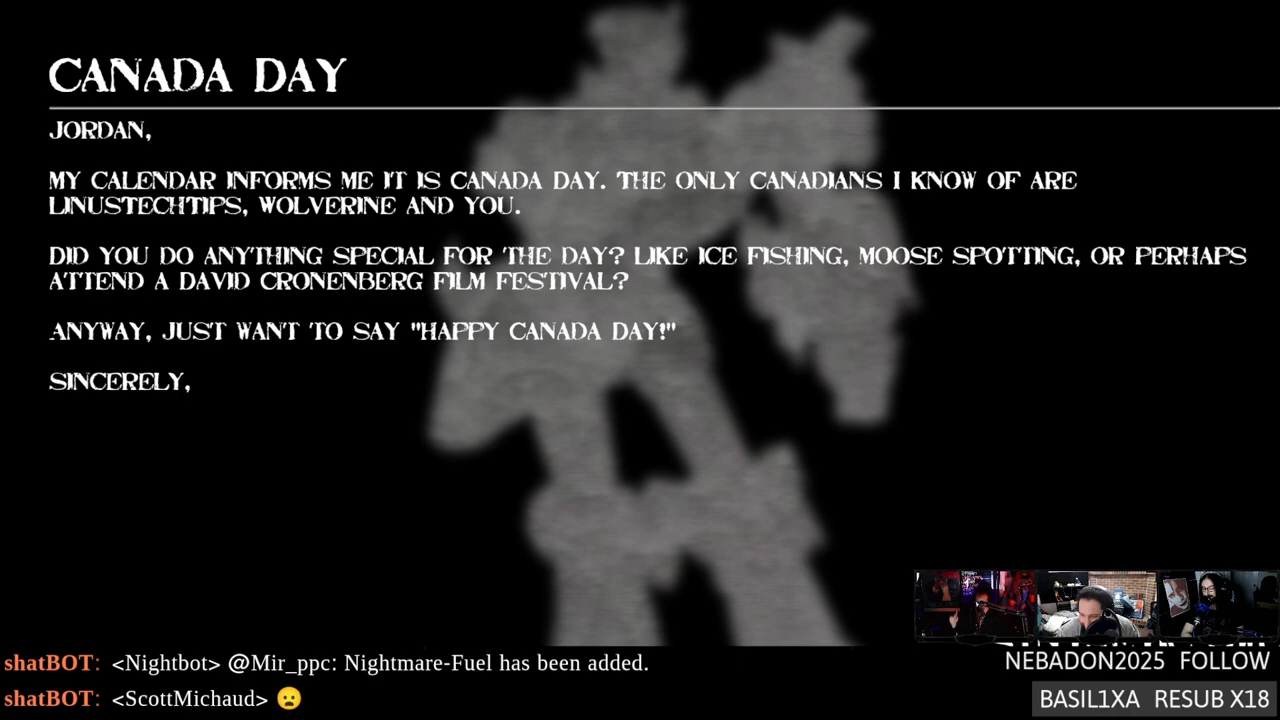 CANADA DAY
JORDAN,
MY CALENDAR INFORMS ME IT IS CANADA DAY. THE ONLY CANADIANS I KNOW OF ARE
LINUSTECHTIPS, WOLVERINE AND YOU.
DID YOU DO ANYTHING SPECIAL FOR THE DAY? LIKE ICE FISHING, MOOSE SPOTTING, OR PERHAPS
ATTEND A DAVID CRONENBERG FILM FESTIVAL?
ANYWAY, JUST WANT TO SAY "HAPPY CANADA DAY!"
SINCERELY,
shatBOT: <Nightbot> @Mir_ppc: Nightmare-Fuel has been added.
shatBOT: <ScottMichaud> 😦
NEBADON2025 FOLLOW
BASIL1XA RESUB X18